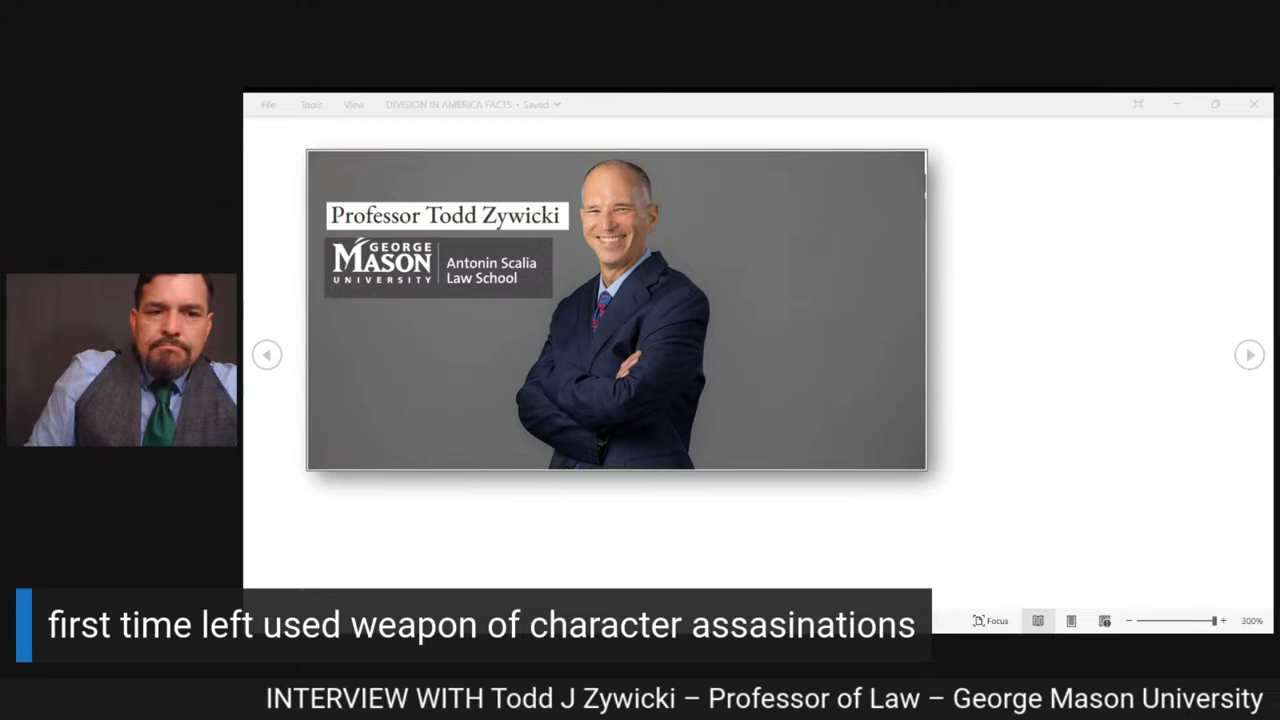 File Tools View DIVISION IN AMERICA FACTS • Saved
Professor Todd Zywicki
GEORGE
MASON
UNIVERSITY
Antonin Scalia
Law School
Focus
300%
first time left used weapon of character assasinations
INTERVIEW WITH Todd J Zywicki – Professor of Law – George Mason University